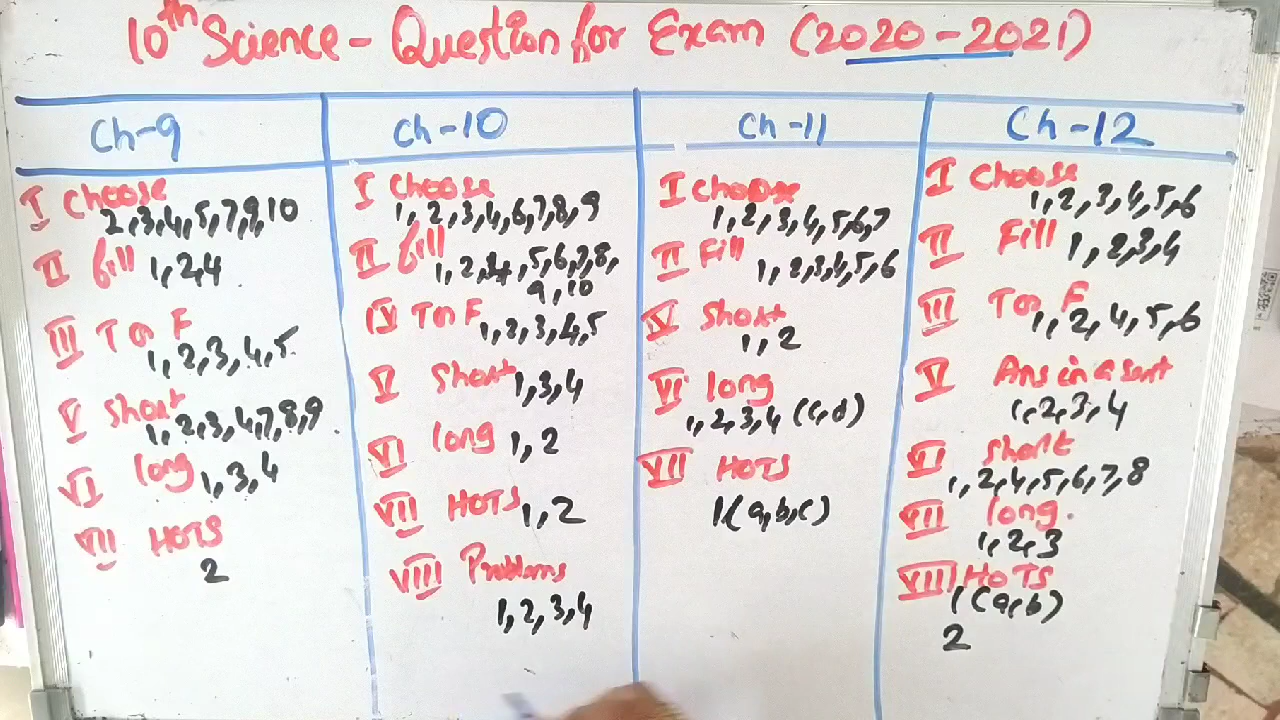 10th Science - Question for Exam (2020-2021)
Ch-9
I Choose
2,3,4,5,7,9,10
II fill 1,2,4
III T or F
1,2,3,4,5
V Short
1,2,3,4,7,8,9
VI long 1,3,4
VII HOTS
2
Ch-10
I Choose
1,2,3,4,6,7,8,9
II fill
1,2,3,4,5,6,7,8,
9,10
IV T or F 1,2,3,4,5
V Short 1,3,4
VI long 1,2
VII HOTS 1,2
VIII Problems
1,2,3,4
Ch-11
I Choose
1,2,3,4,5,6,7
II Fill 1,2,3,4,5,6
V Short
1,2
VI long
1,2,3,4 (c,d)
VII HOTS
1(a,b,c)
Ch-12
I Choose
1,2,3,4,5,6
II Fill 1,2,3,4
III T or F
1,2,4,5,6
V Ans in a sent
1,2,3,4
VI Short
1,2,4,5,6,7,8
VII long.
1,2,3
VIII HOTS
1(a,b)
2